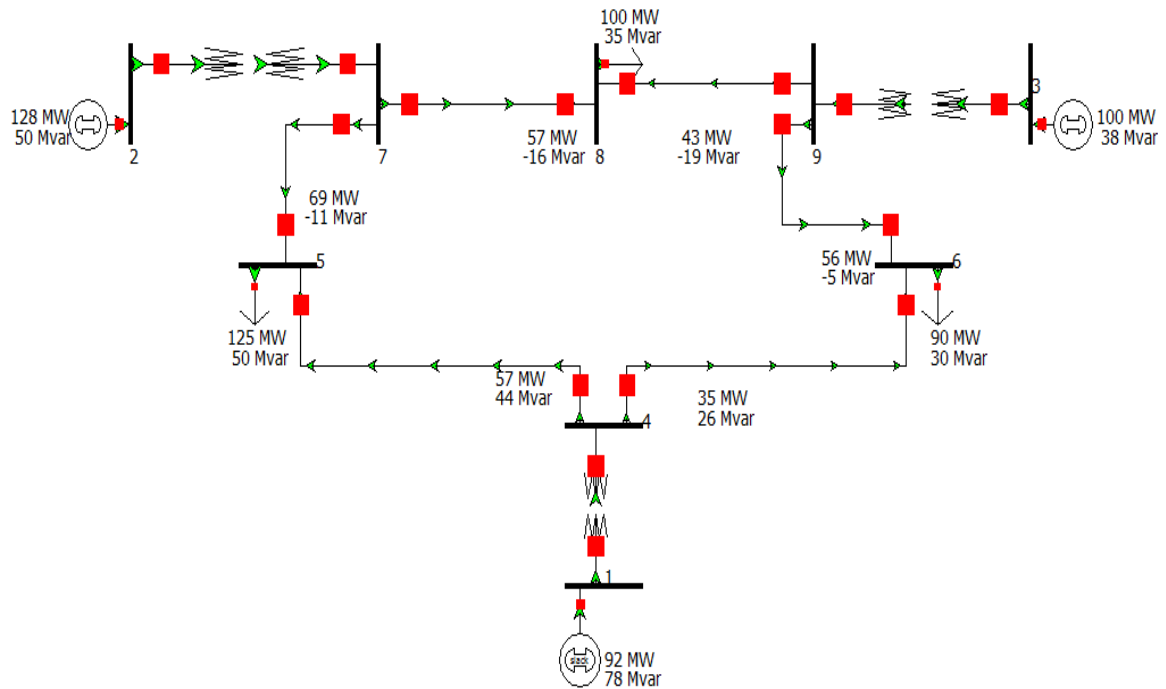 100 MW
35 Mvar
3
128 MW
50 Mvar
100 MW
38 Mvar
2
7
57 MW
-16 Mvar
8
43 MW
-19 Mvar
9
69 MW
-11 Mvar
5
56 MW
-5 Mvar
6
125 MW
50 Mvar
90 MW
30 Mvar
57 MW
44 Mvar
35 MW
26 Mvar
4
1
slack
92 MW
78 Mvar